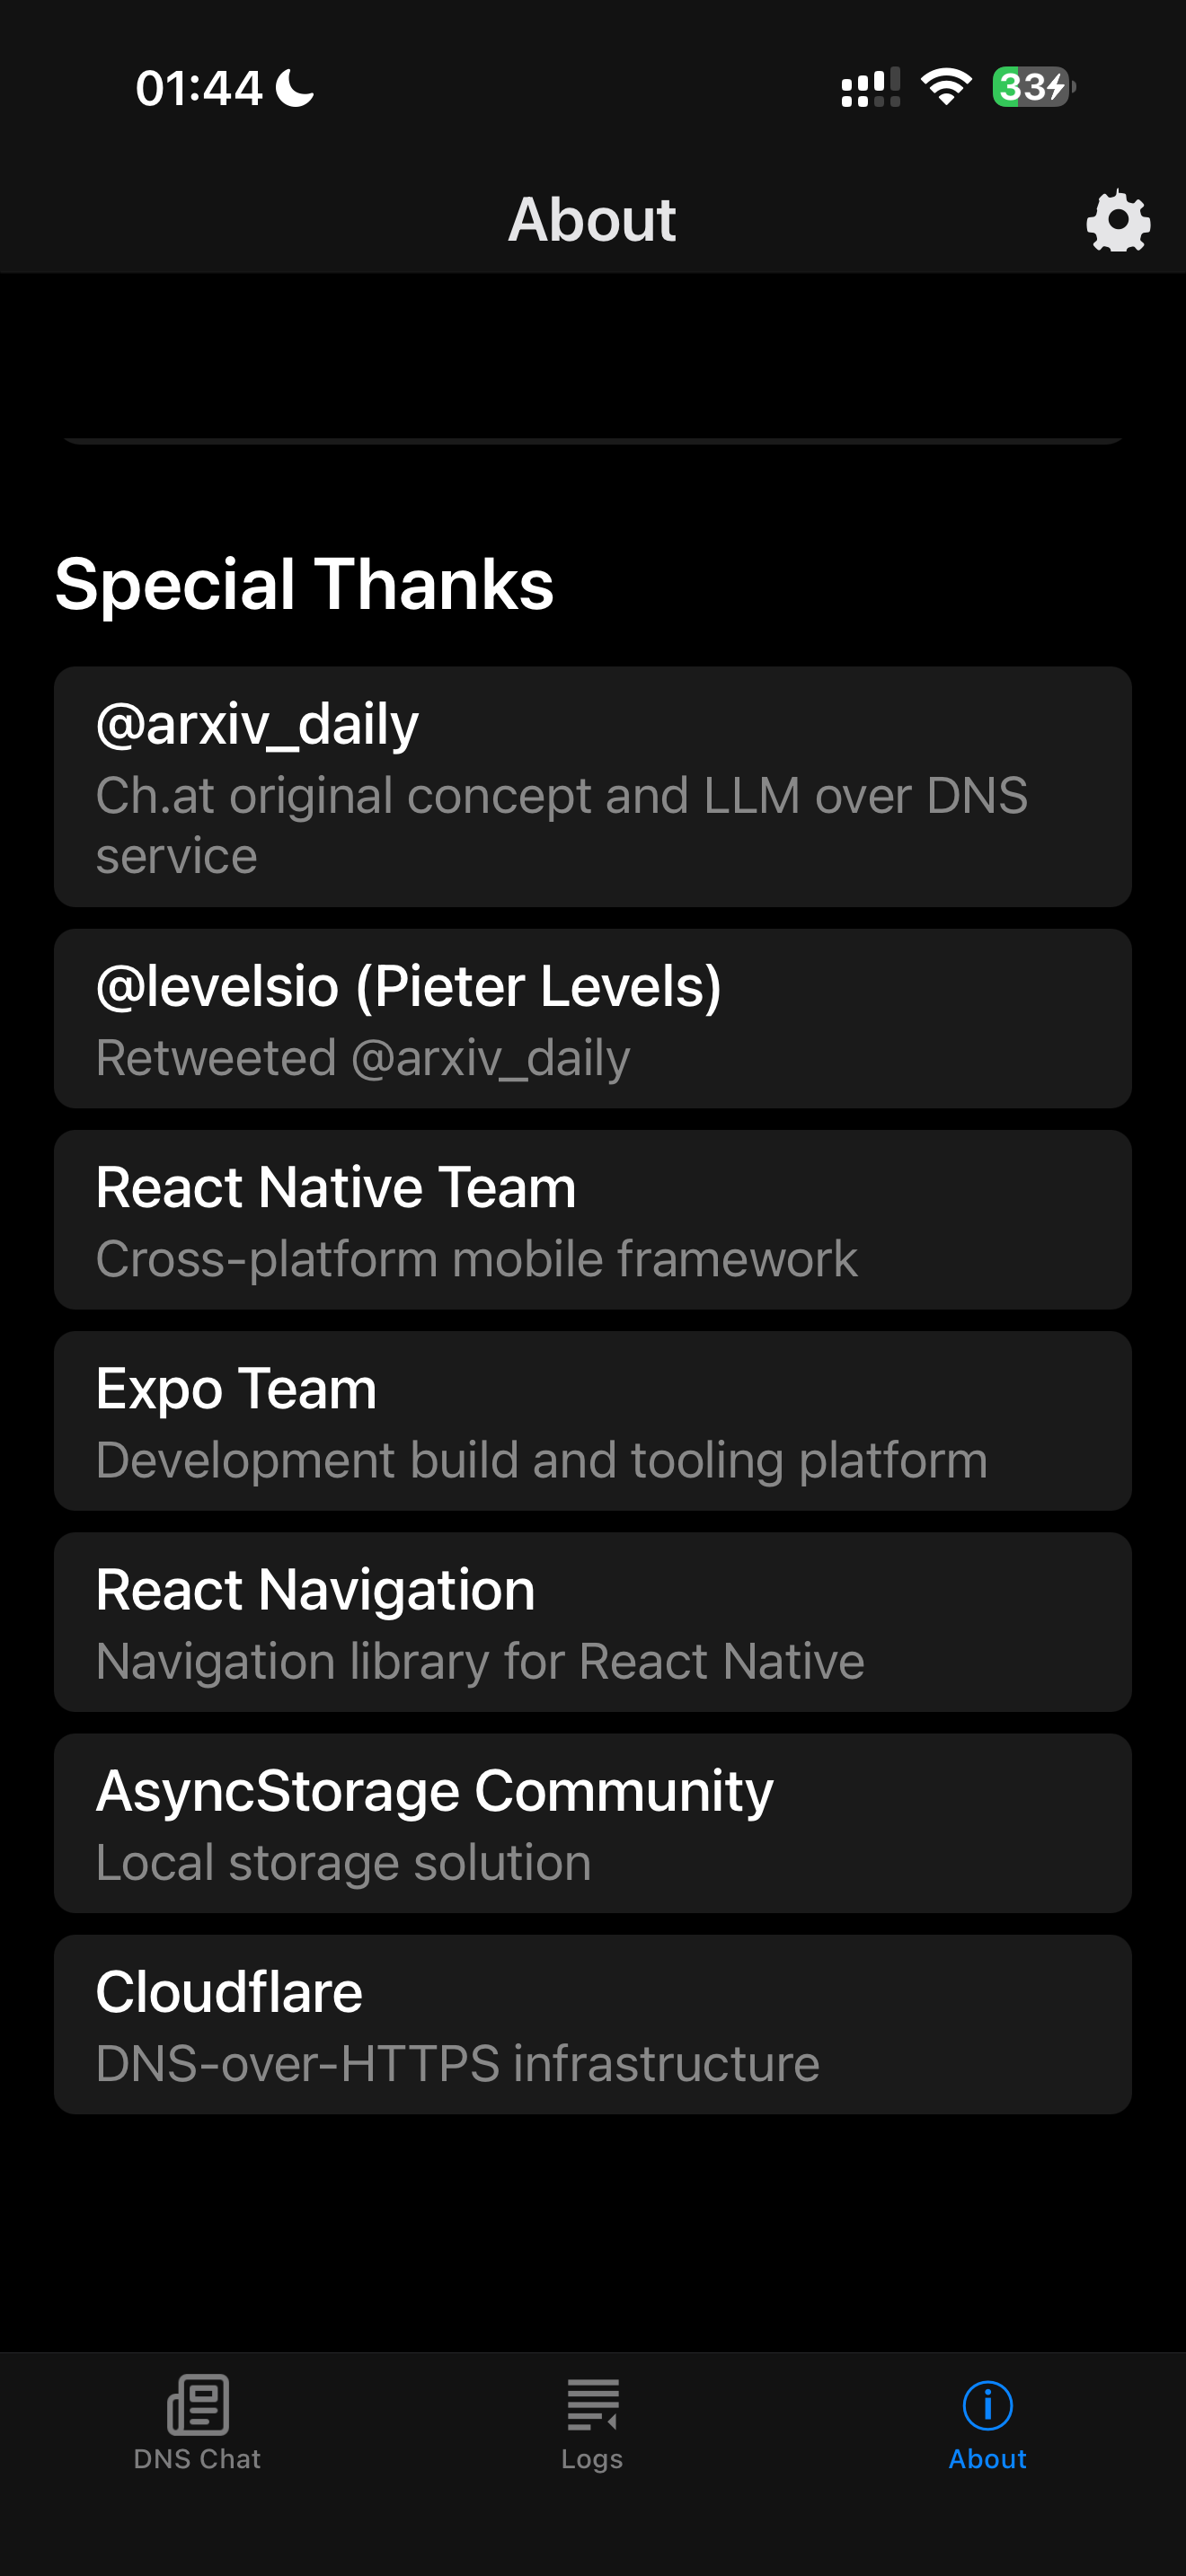 01:44
33
About
Special Thanks
@arxiv_daily
Ch.at original concept and LLM over DNS
service
@levelsio (Pieter Levels)
Retweeted @arxiv_daily
React Native Team
Cross-platform mobile framework
Expo Team
Development build and tooling platform
React Navigation
Navigation library for React Native
AsyncStorage Community
Local storage solution
Cloudflare
DNS-over-HTTPS infrastructure
DNS Chat
Logs
About